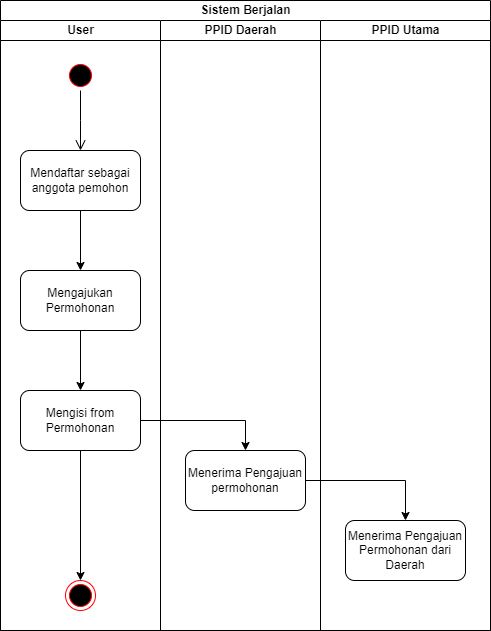 Sistem Berjalan
User
PPID Daerah
PPID Utama
Mendaftar sebagai
anggota pemohon
Mengajukan
Permohonan
Mengisi from
Permohonan
Menerima Pengajuan
permohonan
Menerima Pengajuan
Permohonan dari
Daerah